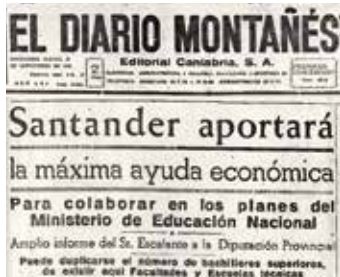 EL DIARIO MONTAÑÉS
Editorial Cantabria, S. A.
Santander aportará
la máxima ayuda económica
Para colaborar en los planes del
Ministerio de Educación Nacional
Amplio informe del Sr. Escalante a la Diputación Provincial
Puede duplicarse el número de bachilleres superiores,
de existir aquí Facultades y Escuelas técnicas